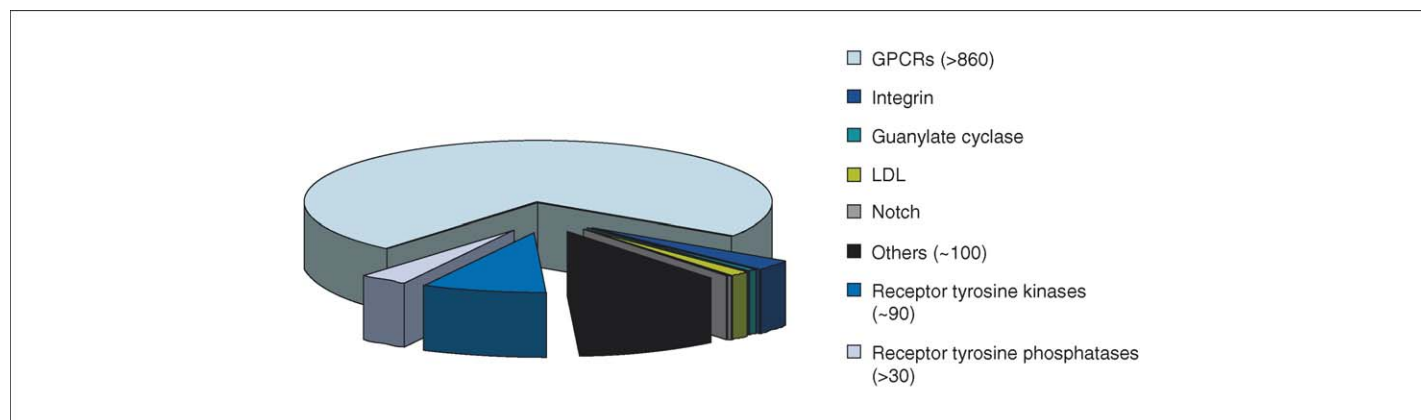 GPCRs (>860)
Integrin
Guanylate cyclase
LDL
Notch
Others (~100)
Receptor tyrosine kinases
(~90)
Receptor tyrosine phosphatases
(>30)